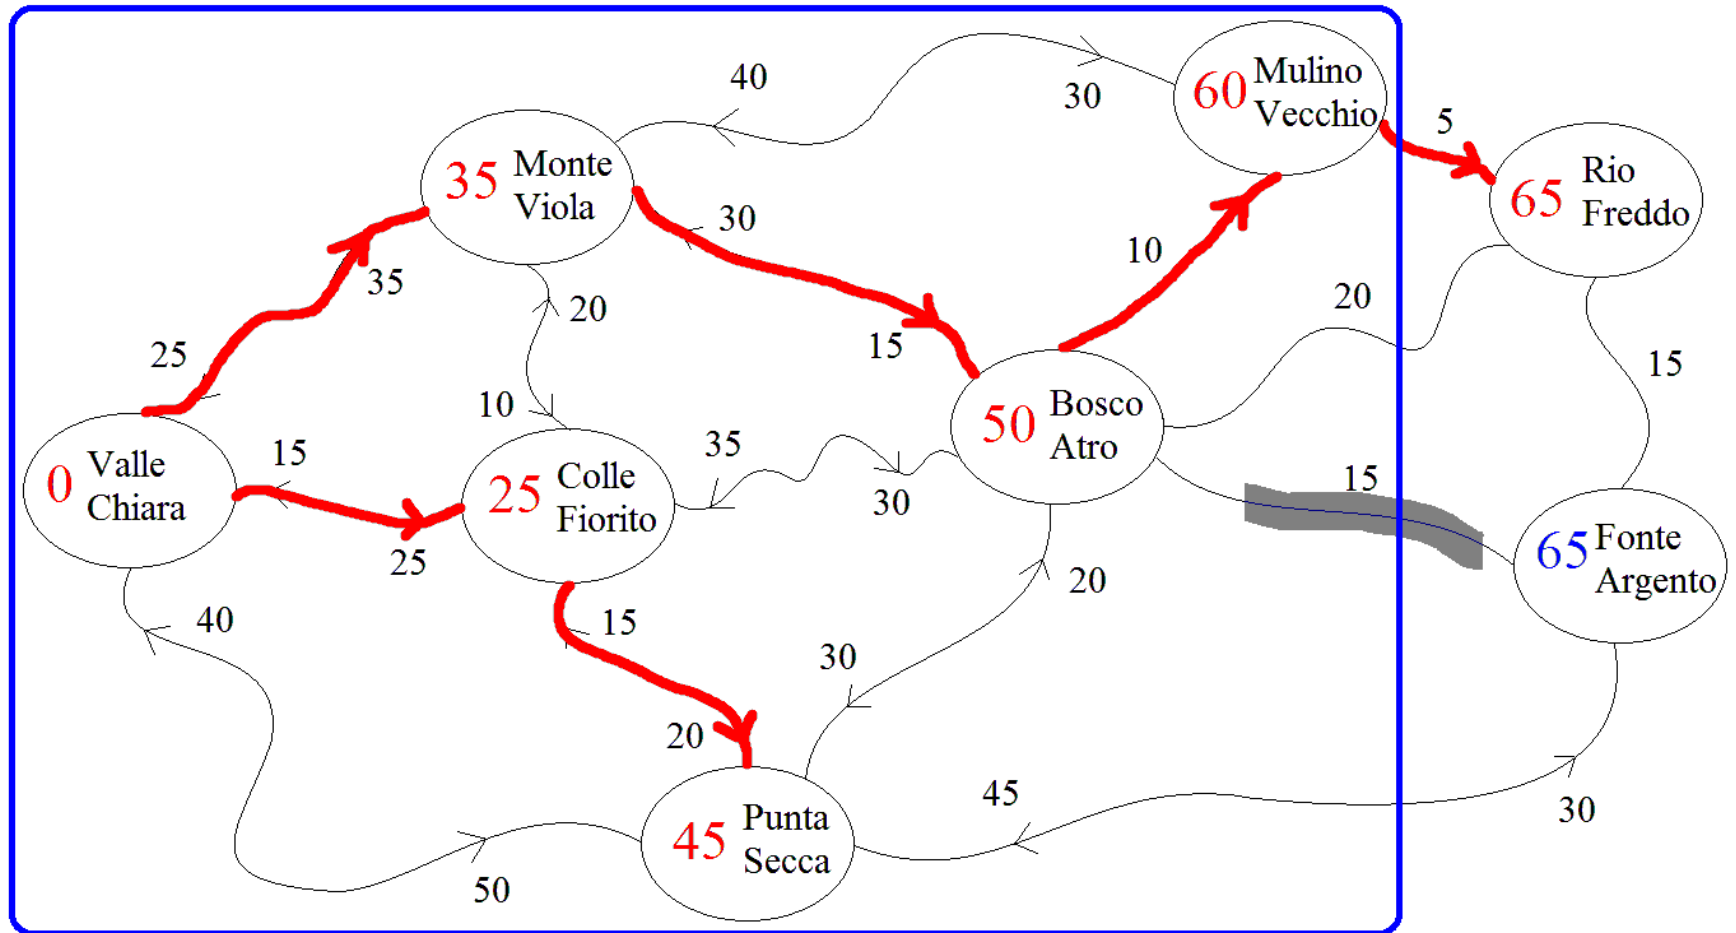 40
30
60
Mulino
Vecchio
5
35
Monte
Viola
30
15
10
65
Rio
Freddo
25
35
20
10
20
15
50
Bosco
Atro
0
Valle
Chiara
15
25
25
Colle
Fiorito
35
30
15
65
Fonte
Argento
40
50
15
20
30
20
45
Punta
Secca
45
30